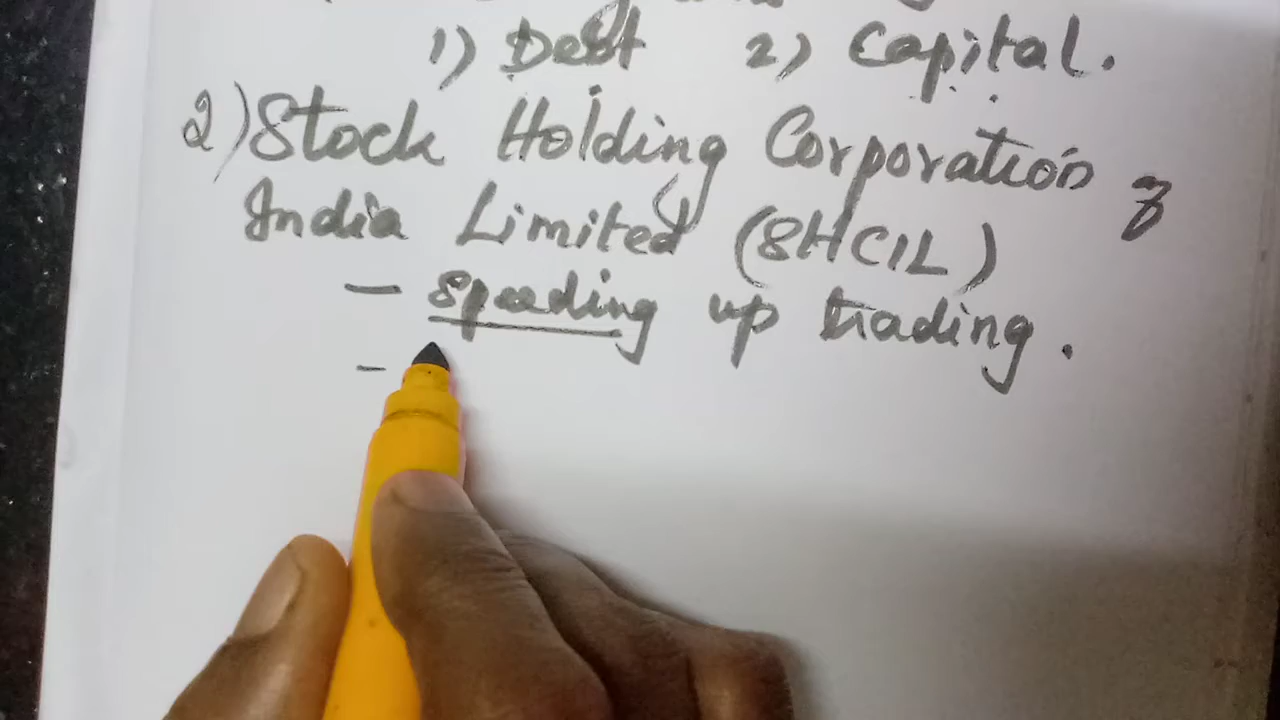 1) Debt 2) Capital.
2) Stock Holding Corporation of
India Limited (SHCIL)
— Speeding up trading.
–